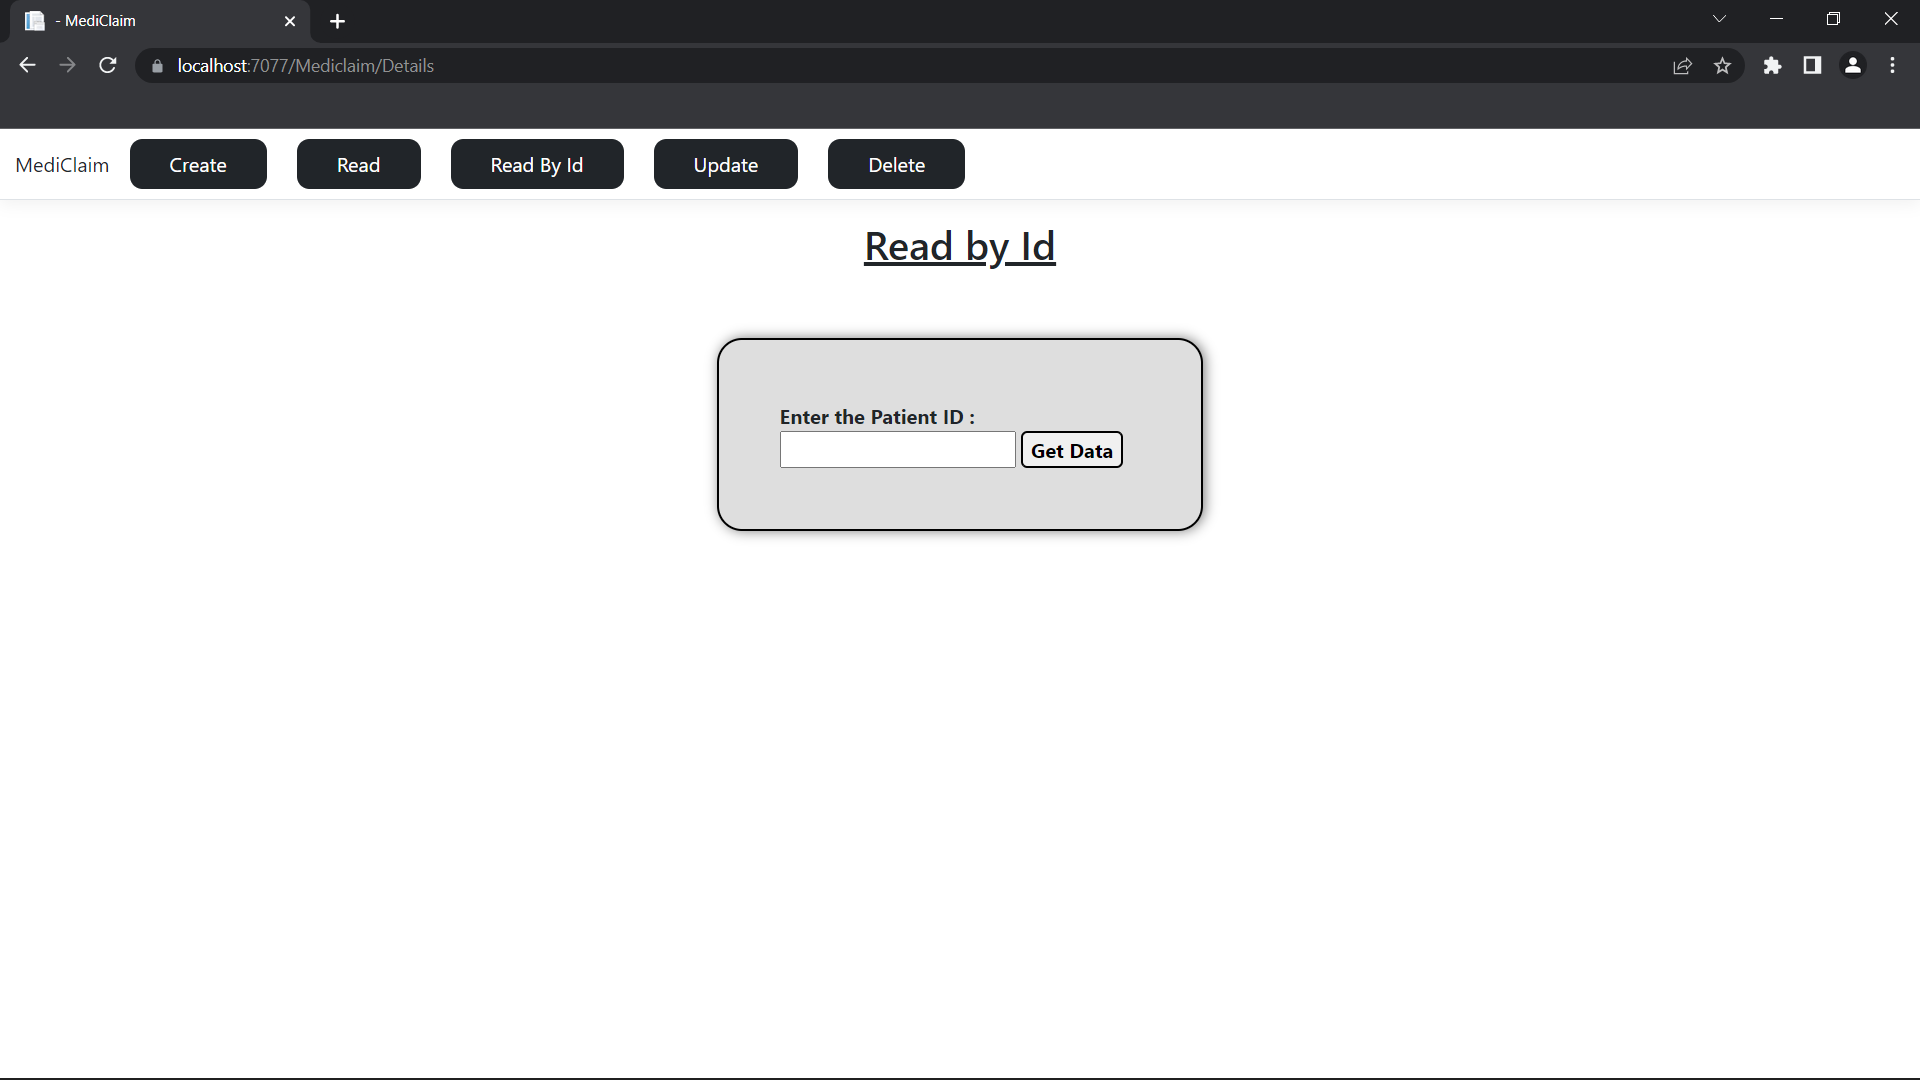 - MediClaim
localhost:7077/Mediclaim/Details
MediClaim Create Read Read By Id Update Delete
Read by Id
Enter the Patient ID :
Get Data